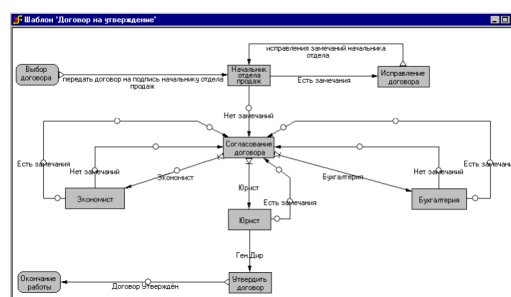 Шаблон 'Договор на утверждение'
исправления замечаний начальника
отдела
Выбор
договора
Начальник
отдела
продаж
Исправление
договора
передать договор на подпись начальнику отдела
продаж
Есть замечания
Нет замечаний
Согласование
договора
Есть замечания
Нет замечаний
Экономист
Юрист
Бухгалтерия
Нет замечаний
Есть замечани
Экономист
Есть замечания
Бухгалтерия
Юрист
Ген.Дир
Окончание
работы
Договор Утверждён
Утвердить
договор